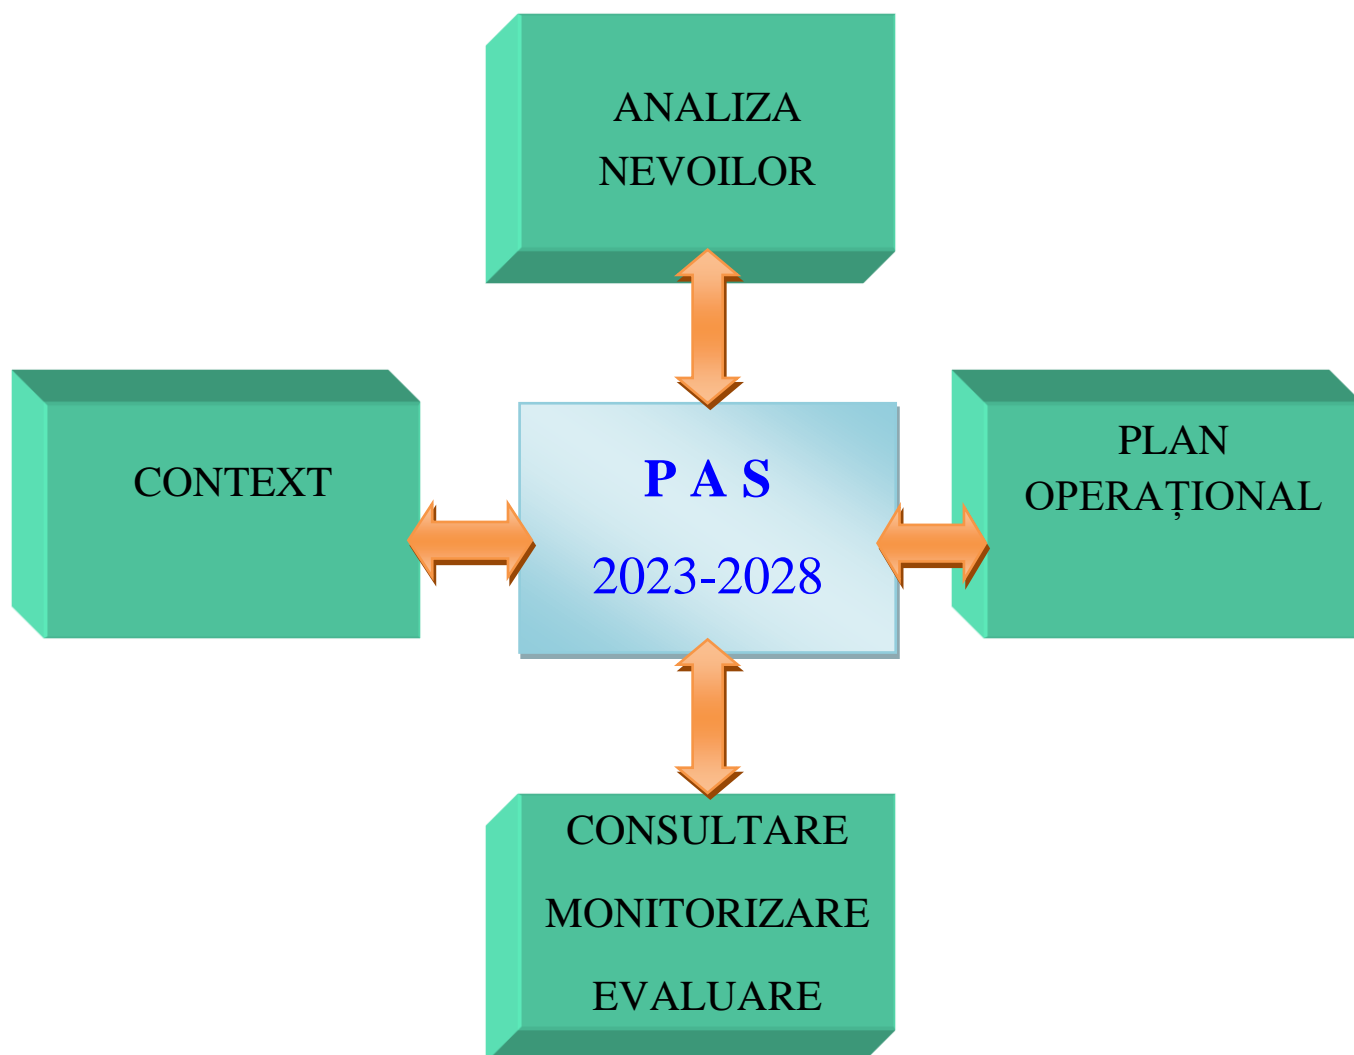 ANALIZA
NEVOILOR
CONTEXT
P A S
2023-2028
PLAN
OPERAȚIONAL
CONSULTARE
MONITORIZARE
EVALUARE